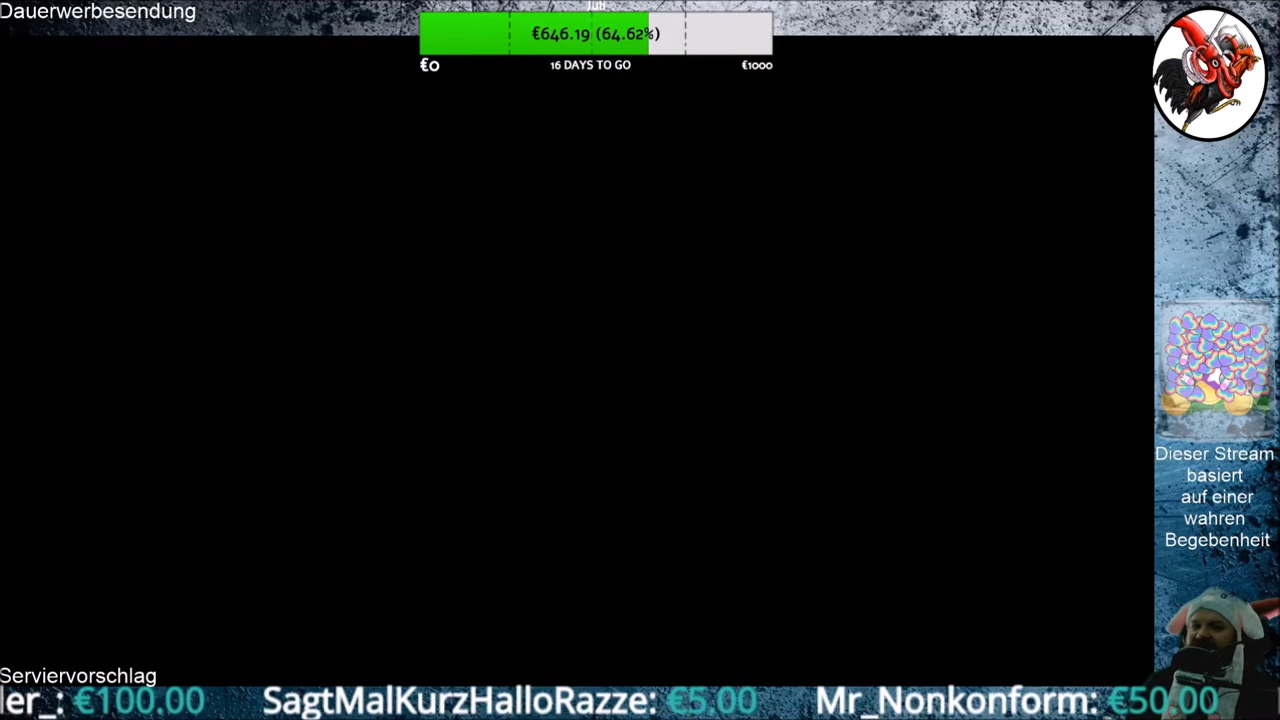 Dauerwerbesendung
Juli
€646.19 (64.62%)
€0
16 DAYS TO GO
€1000
Dieser Stream
basiert
auf einer
wahren
Begebenheit
Serviervorschlag
ler_: €100.00 SagtMalKurzHalloRazze: €5.00 Mr_Nonkonform: €50.00